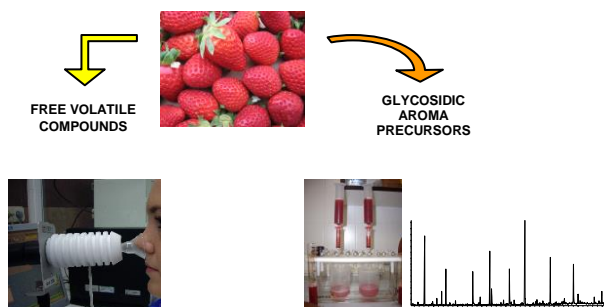 FREE VOLATILE
COMPOUNDS
GLYCOSIDIC
AROMA
PRECURSORS